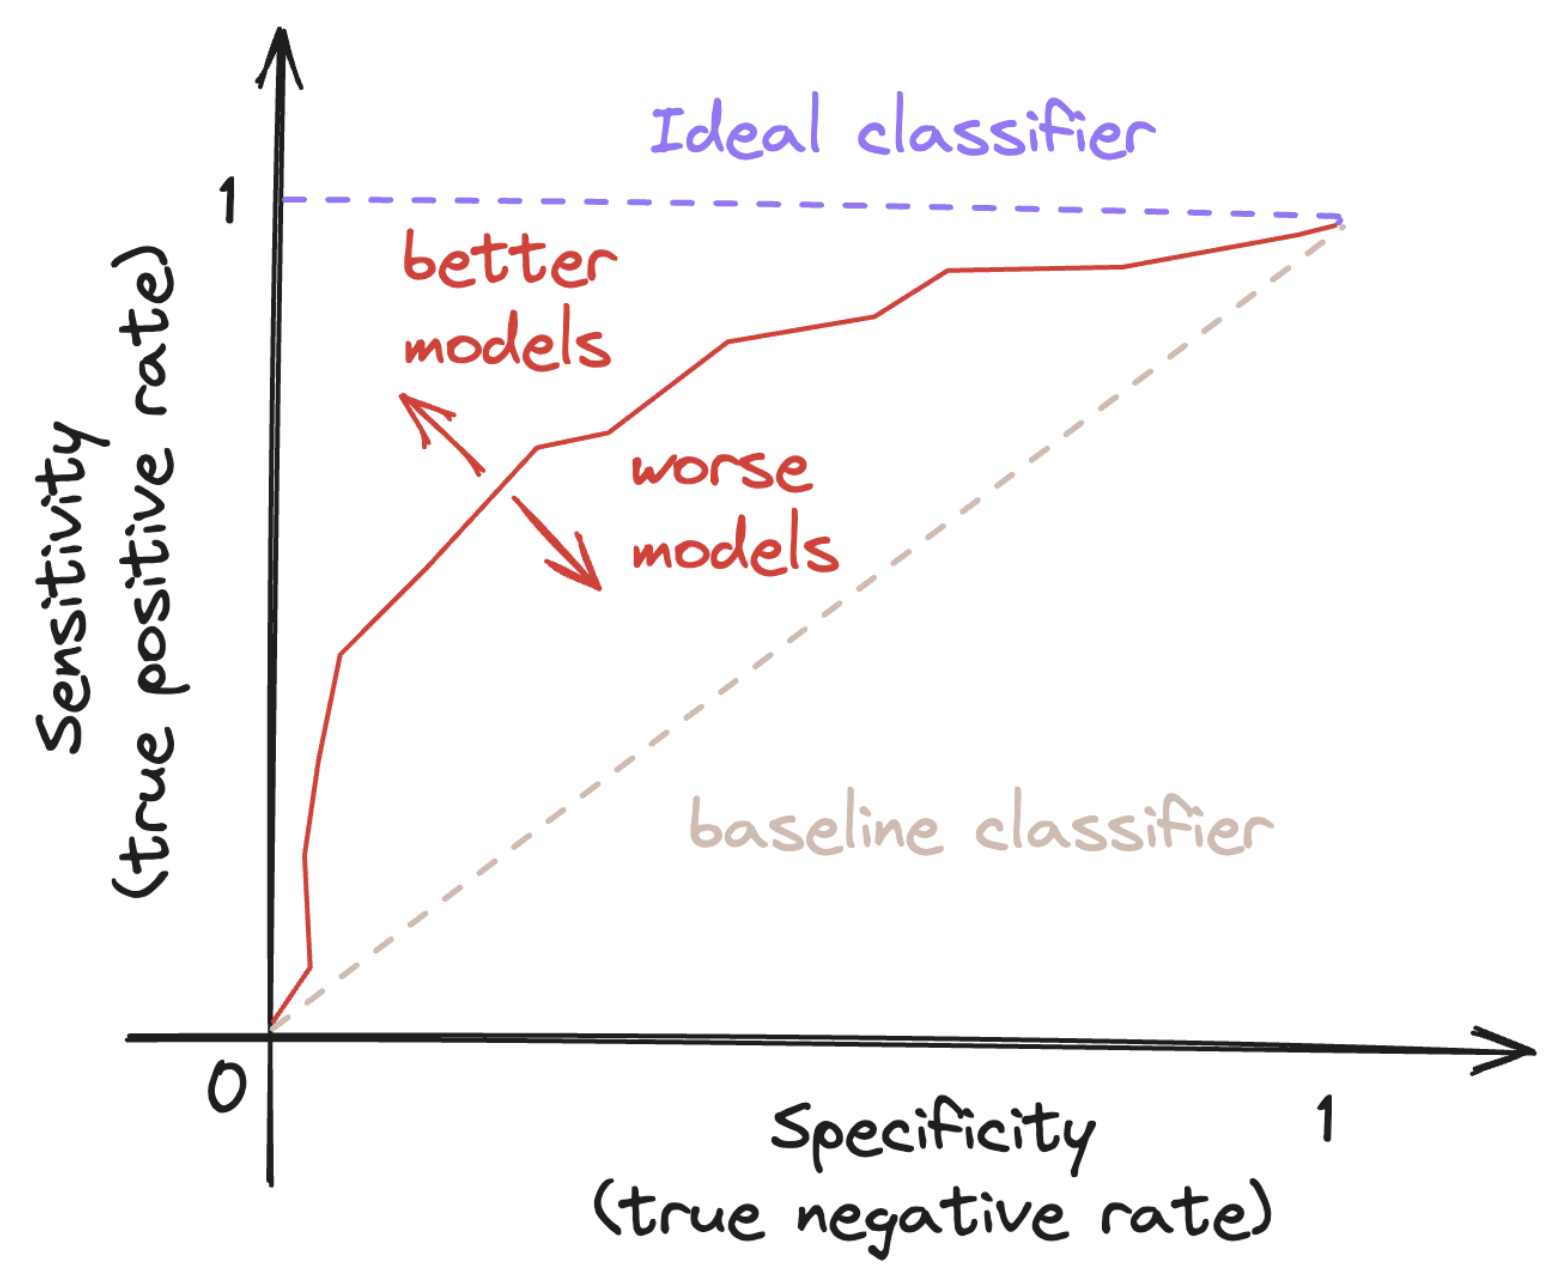 Ideal classifier
1
better
models
worse
models
Sensitivity
(true positive rate)
baseline classifier
0
1
Specificity
(true negative rate)